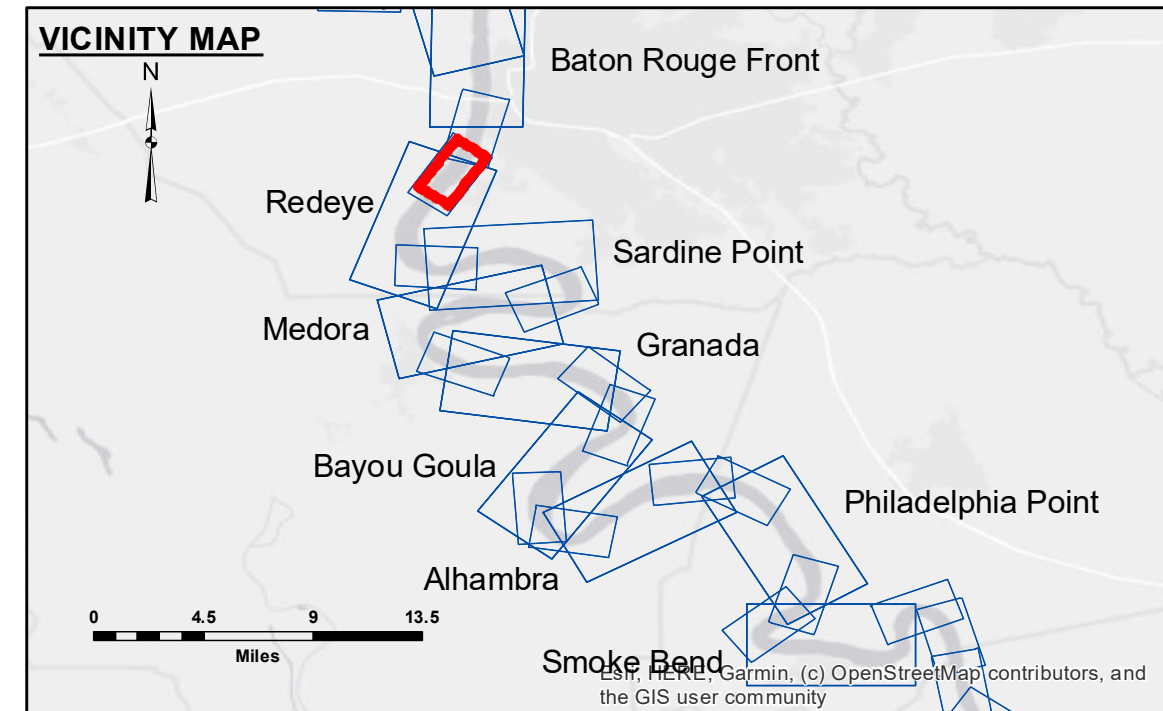 VICINITY MAP
N
Baton Rouge Front
Redeye
Sardine Point
Medora
Granada
Bayou Goula
Philadelphia Point
Alhambra
0 4.5 9 13.5
Miles
Smoke Bend
Esri, HERE, Garmin, (c) OpenStreetMap contributors, and
the GIS user community